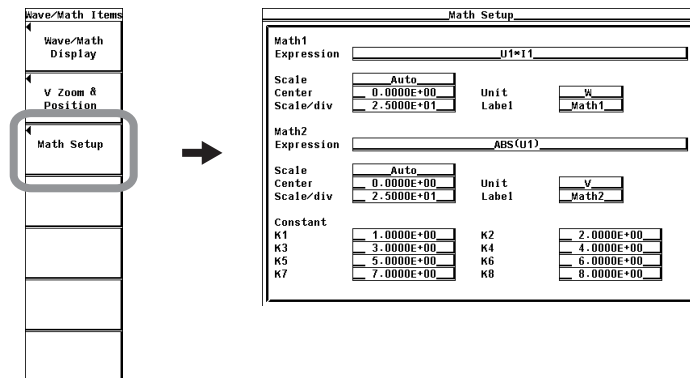 Wave/Math Items
Wave/Math
Display
V Zoom &
Position
Math Setup
Math Setup
Math1
Expression U1*I1
Scale Auto
Center 0.0000E+00 Unit W
Scale/div 2.5000E+01 Label Math1
Math2
Expression ABS(U1)
Scale Auto
Center 0.0000E+00 Unit V
Scale/div 2.5000E+01 Label Math2
Constant
K1 1.0000E+00 K2 2.0000E+00
K3 3.0000E+00 K4 4.0000E+00
K5 5.0000E+00 K6 6.0000E+00
K7 7.0000E+00 K8 8.0000E+00